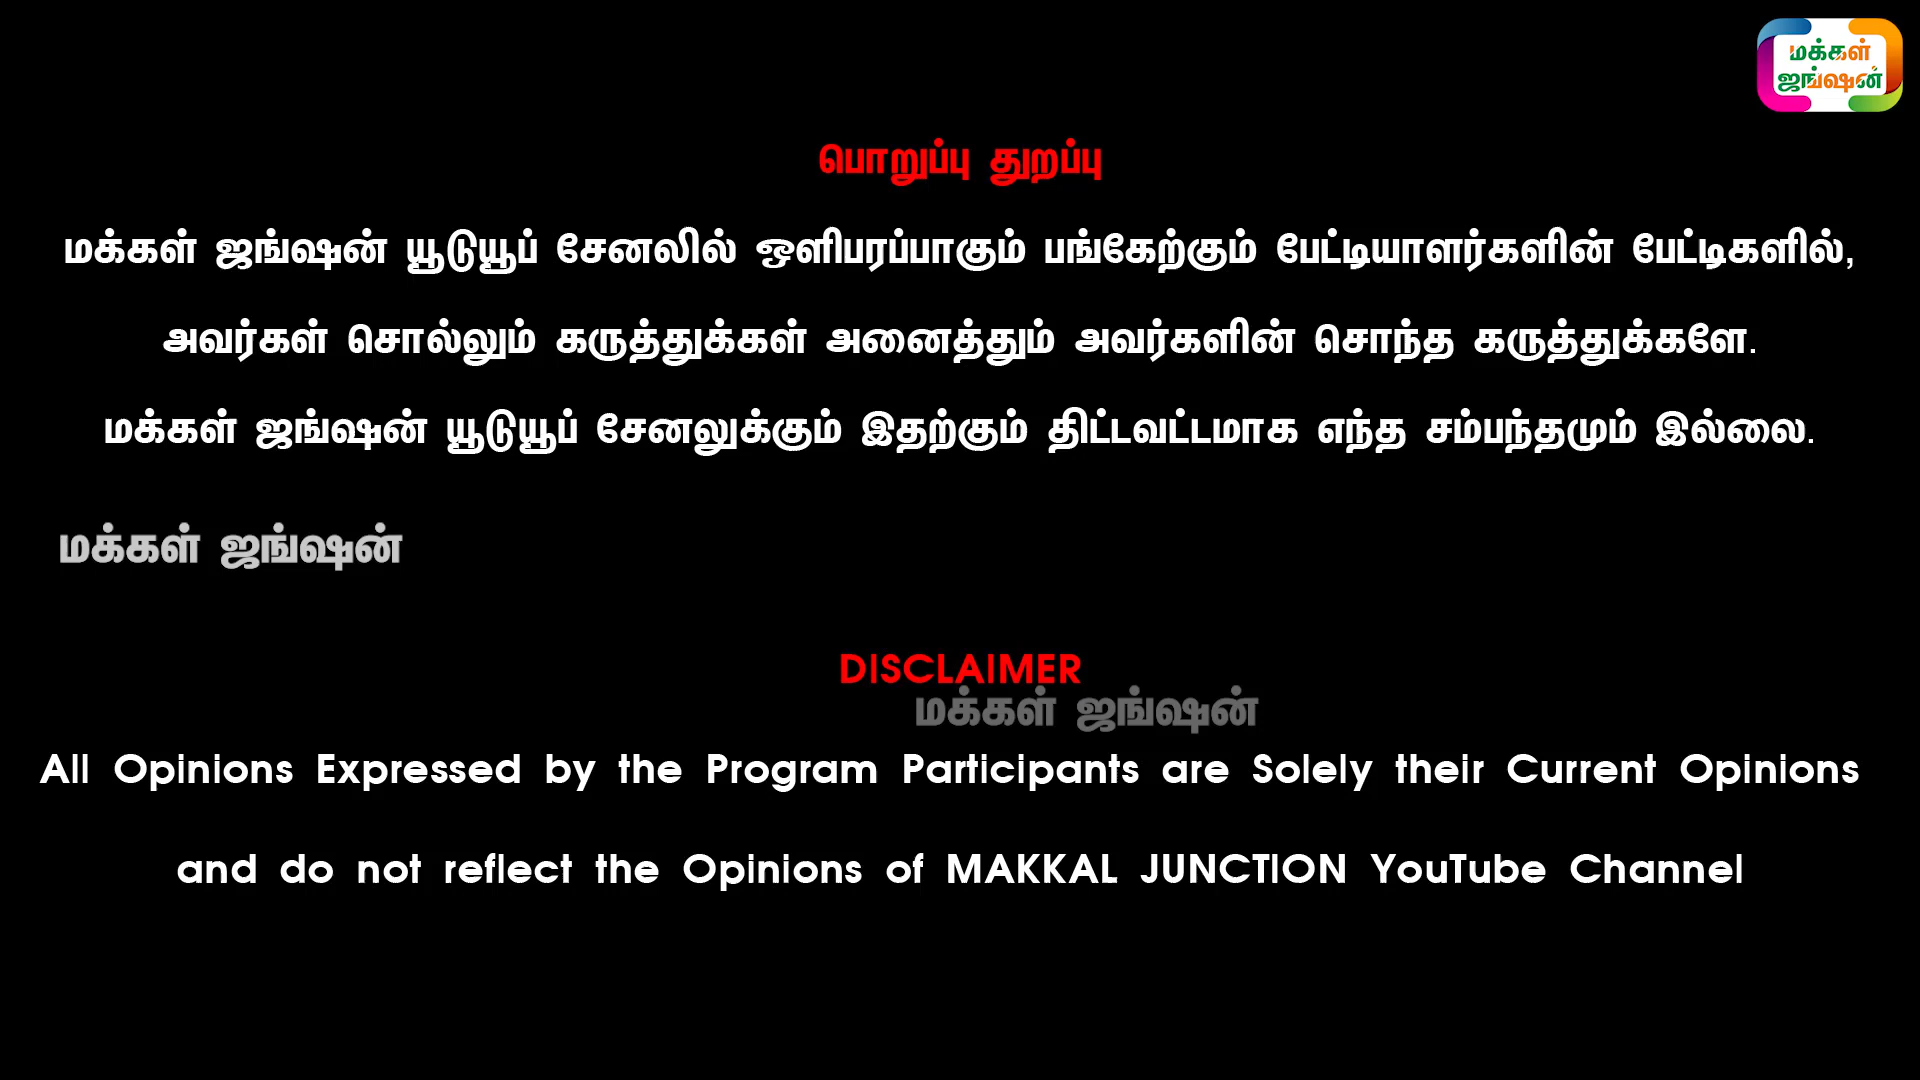 மக்கள்
ஜங்ஷன்
பொறுப்பு துறப்பு
மக்கள் ஜங்ஷன் யூடுயூப் சேனலில் ஒளிபரப்பாகும் பங்கேற்கும் பேட்டியாளர்களின் பேட்டிகளில்,
அவர்கள் சொல்லும் கருத்துக்கள் அனைத்தும் அவர்களின் சொந்த கருத்துக்களே.
மக்கள் ஜங்ஷன் யூடுயூப் சேனலுக்கும் இதற்கும் திட்டவட்டமாக எந்த சம்பந்தமும் இல்லை.
மக்கள் ஜங்ஷன்
DISCLAIMER
மக்கள் ஜங்ஷன்
All Opinions Expressed by the Program Participants are Solely their Current Opinions
and do not reflect the Opinions of MAKKAL JUNCTION YouTube Channel